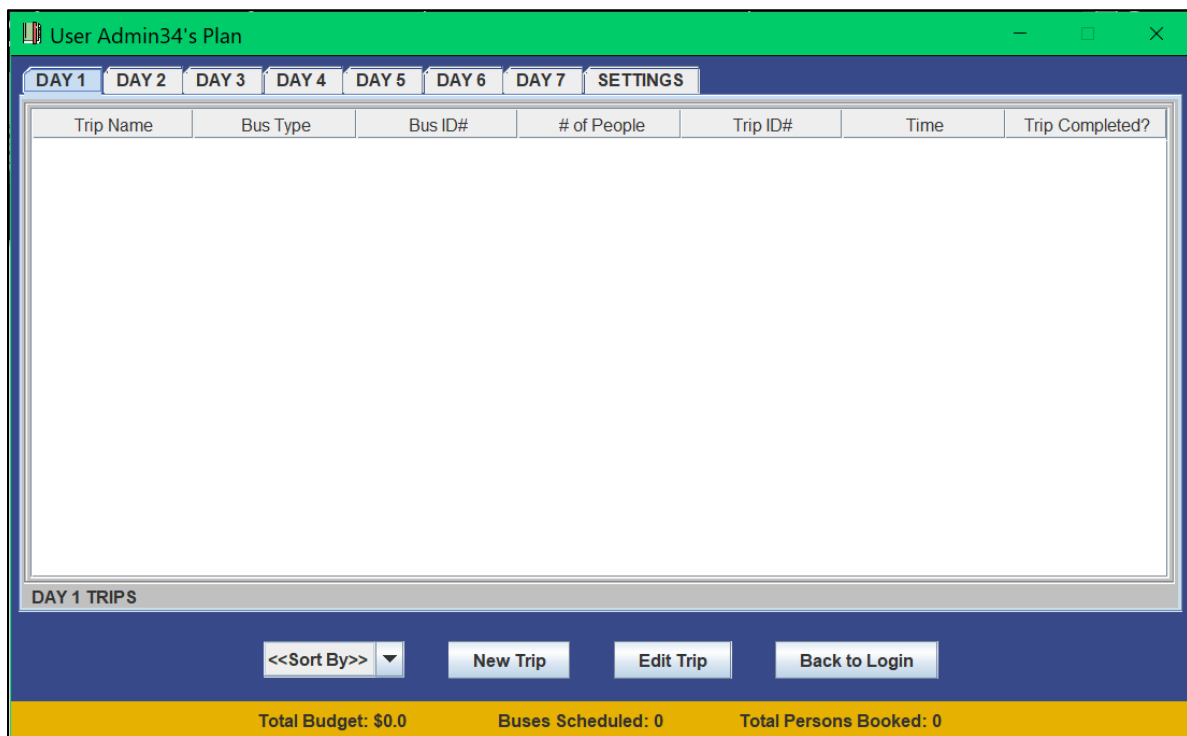 User Admin34's Plan
DAY 1 DAY 2 DAY 3 DAY 4 DAY 5 DAY 6 DAY 7 SETTINGS
Trip Name Bus Type Bus ID# # of People Trip ID# Time Trip Completed?
DAY 1 TRIPS
<<Sort By>> New Trip Edit Trip Back to Login
Total Budget: $0.0 Buses Scheduled: 0 Total Persons Booked: 0